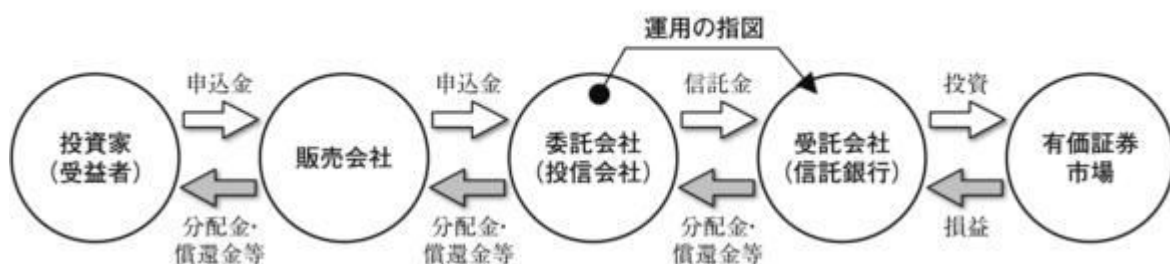 運用の指図
申込金
申込金
信託金
投資
投資家
（受益者）
販売会社
委託会社
（投信会社）
受託会社
（信託銀行）
有価証券
市場
分配金・
償還金等
分配金・
償還金等
分配金・
償還金等
損益